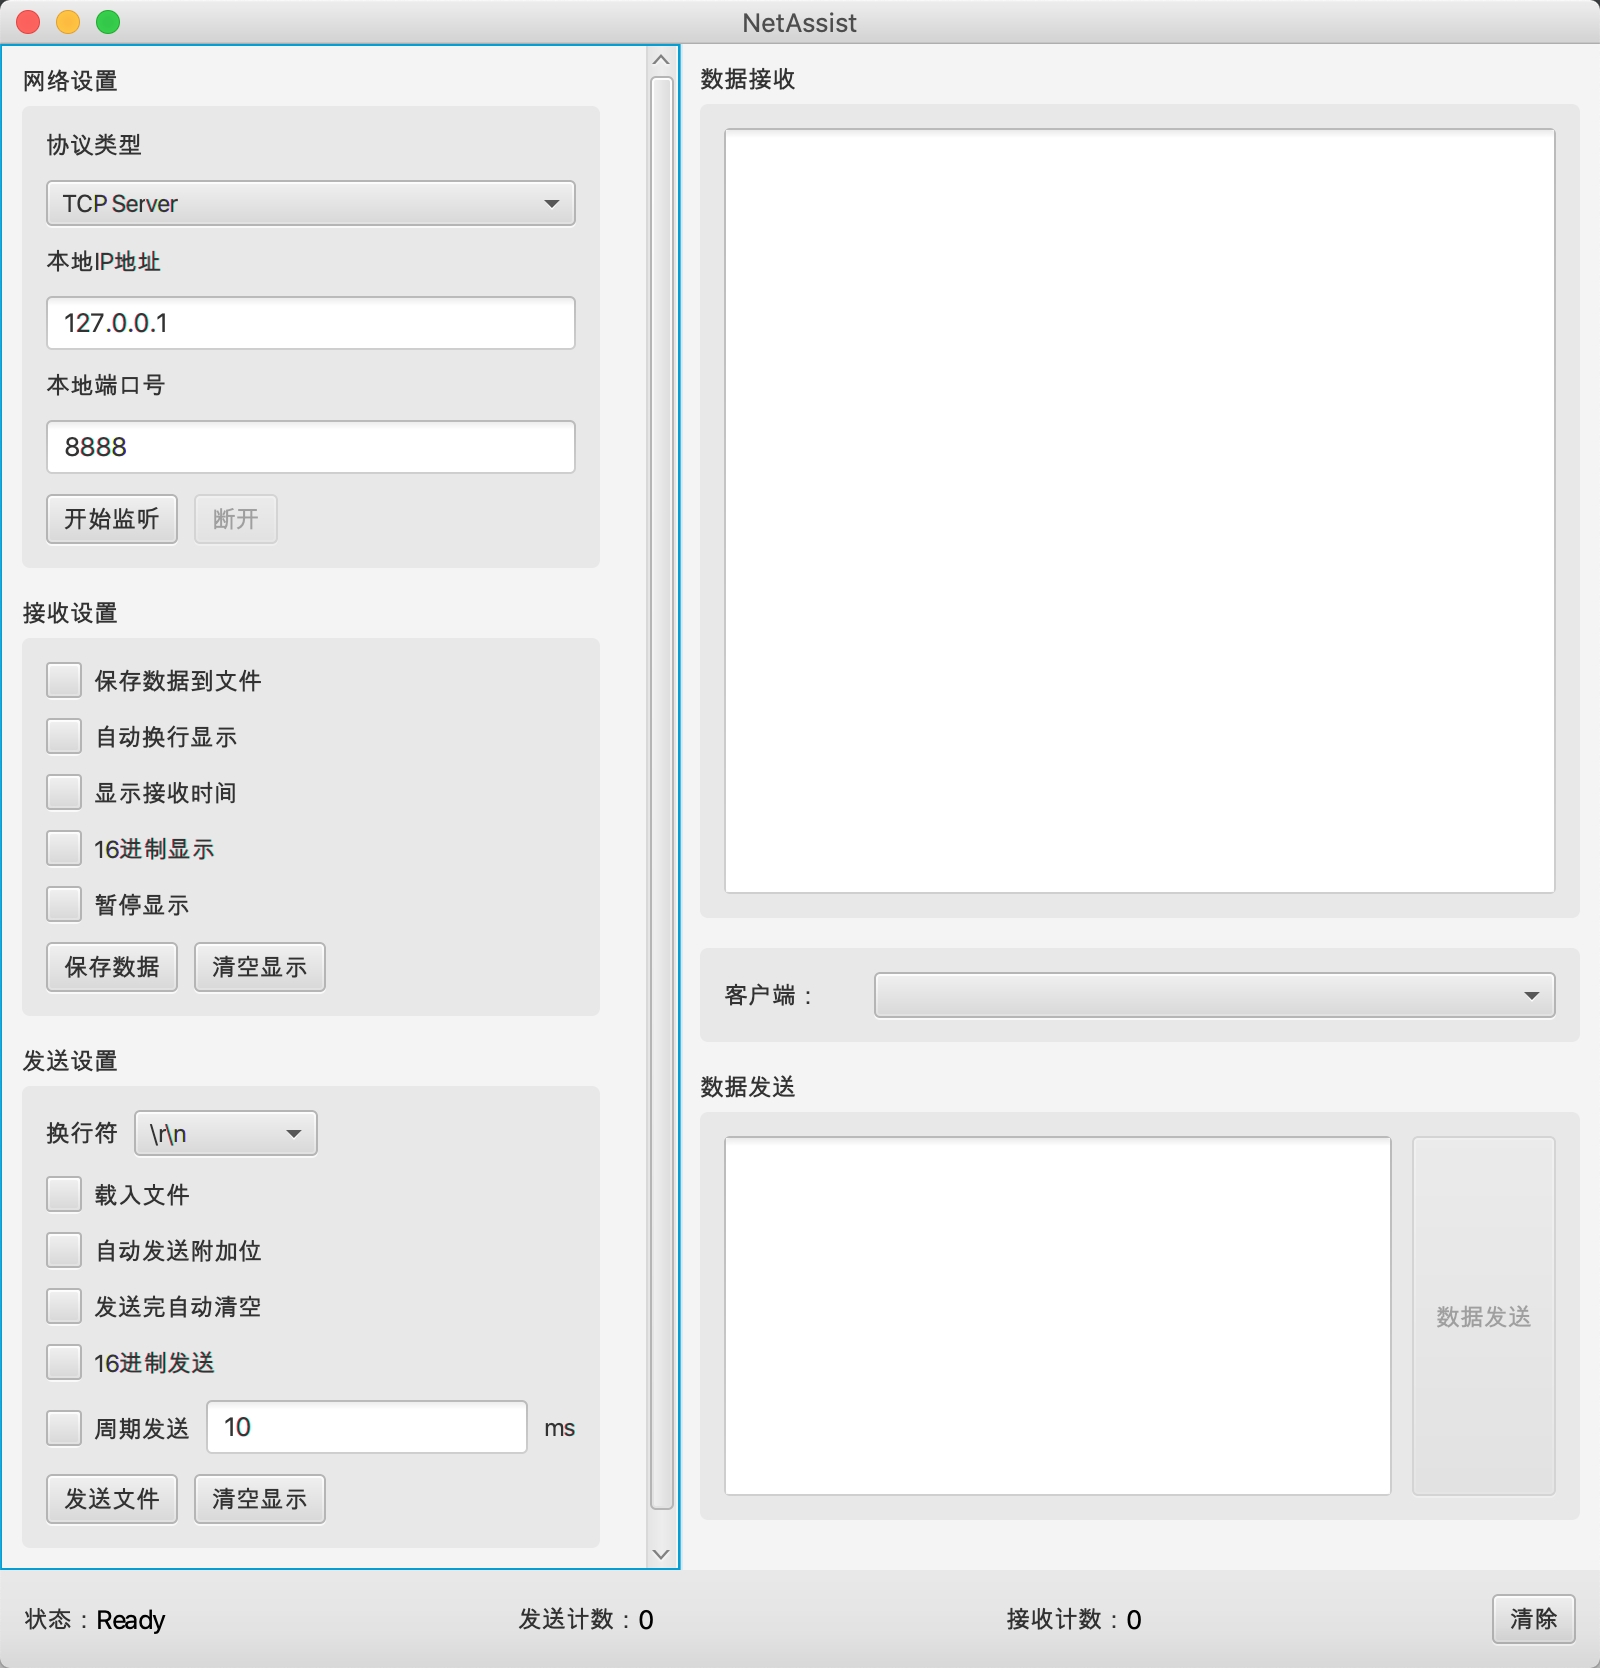 NetAssist
网络设置
协议类型
TCP Server
本地IP地址
127.0.0.1
本地端口号
8888
开始监听 断开
接收设置
保存数据到文件
自动换行显示
显示接收时间
16进制显示
暂停显示
保存数据 清空显示
发送设置
换行符 \r\n
载入文件
自动发送附加位
发送完自动清空
16进制发送
周期发送 10 ms
发送文件 清空显示
数据接收
客户端：
数据发送
数据发送
状态：Ready 发送计数：0 接收计数：0 清除